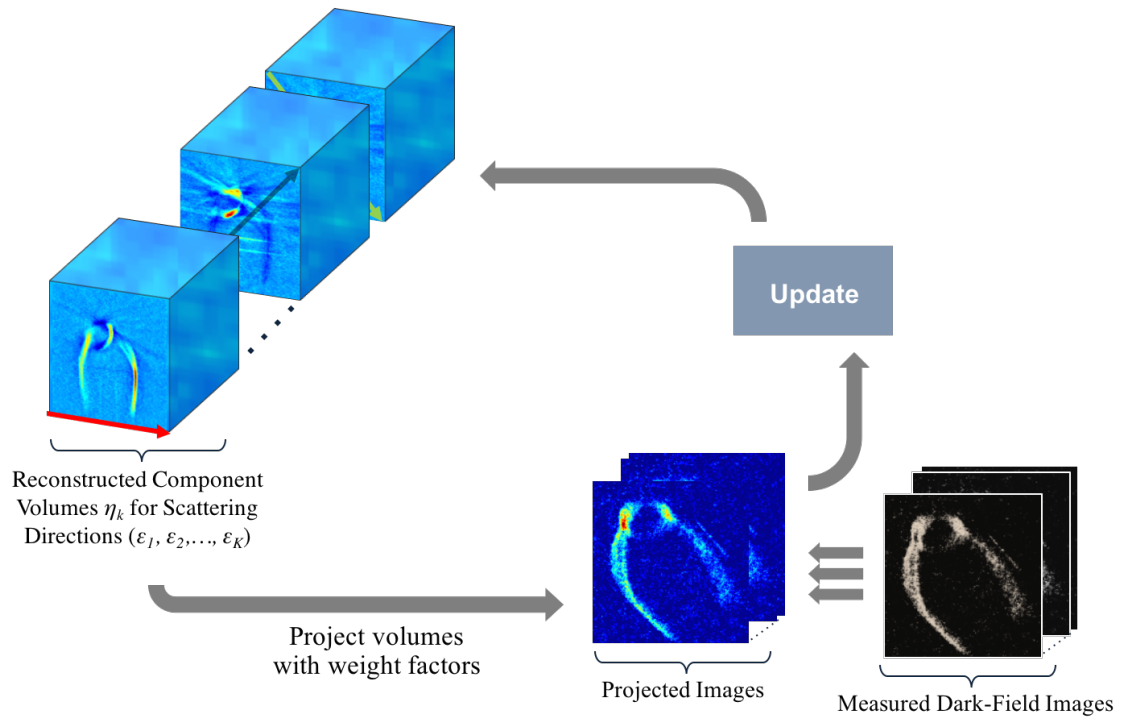 Update
Reconstructed Component
Volumes ηk for Scattering
Directions (ε1, ε2,…, εK)
Project volumes
with weight factors
Projected Images
Measured Dark-Field Images